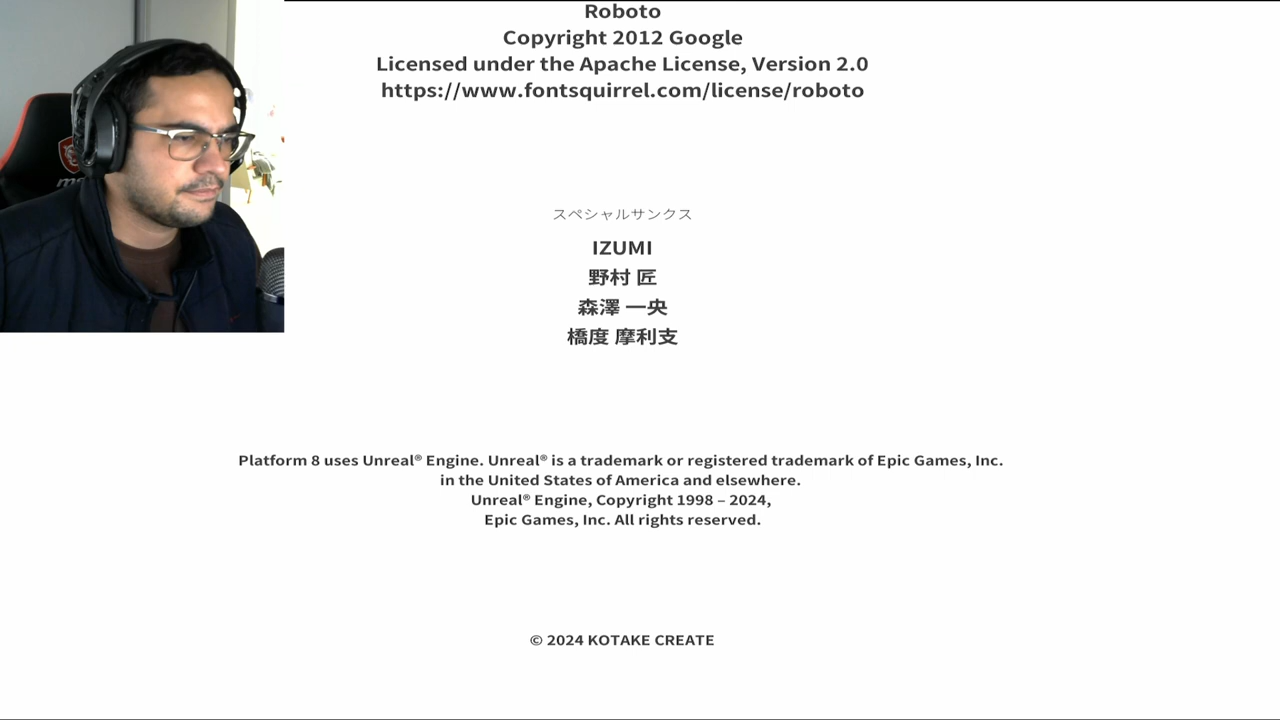 Roboto
Copyright 2012 Google
Licensed under the Apache License, Version 2.0
https://www.fontsquirrel.com/license/roboto
スペシャルサンクス
IZUMI
野村 匠
森澤 一央
橋度 摩利支
Platform 8 uses Unreal® Engine. Unreal® is a trademark or registered trademark of Epic Games, Inc.
in the United States of America and elsewhere.
Unreal® Engine, Copyright 1998 – 2024,
Epic Games, Inc. All rights reserved.
© 2024 KOTAKE CREATE